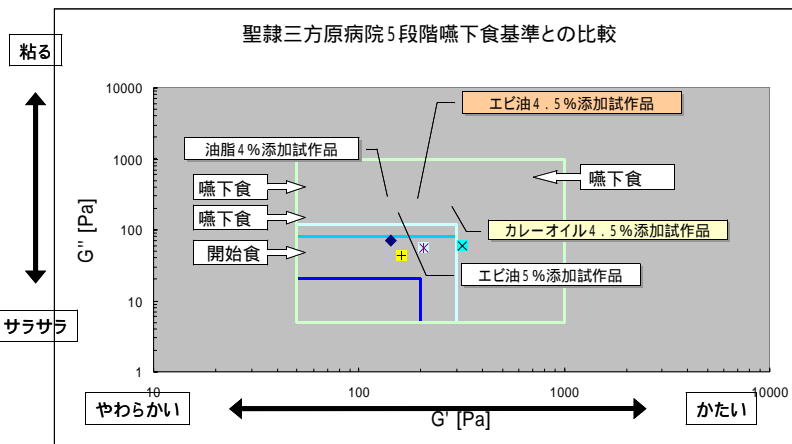 聖隷三方原病院5段階嚥下食基準との比較
粘る
サラサラ
G" [Pa]
10000
1000
100
10
1
エビ油4.5%添加試作品
油脂4%添加試作品
嚥下食
嚥下食
嚥下食
開始食
カレーオイル4.5%添加試作品
エビ油5%添加試作品
10
100
1000
10000
やわらかい
G' [Pa]
かたい